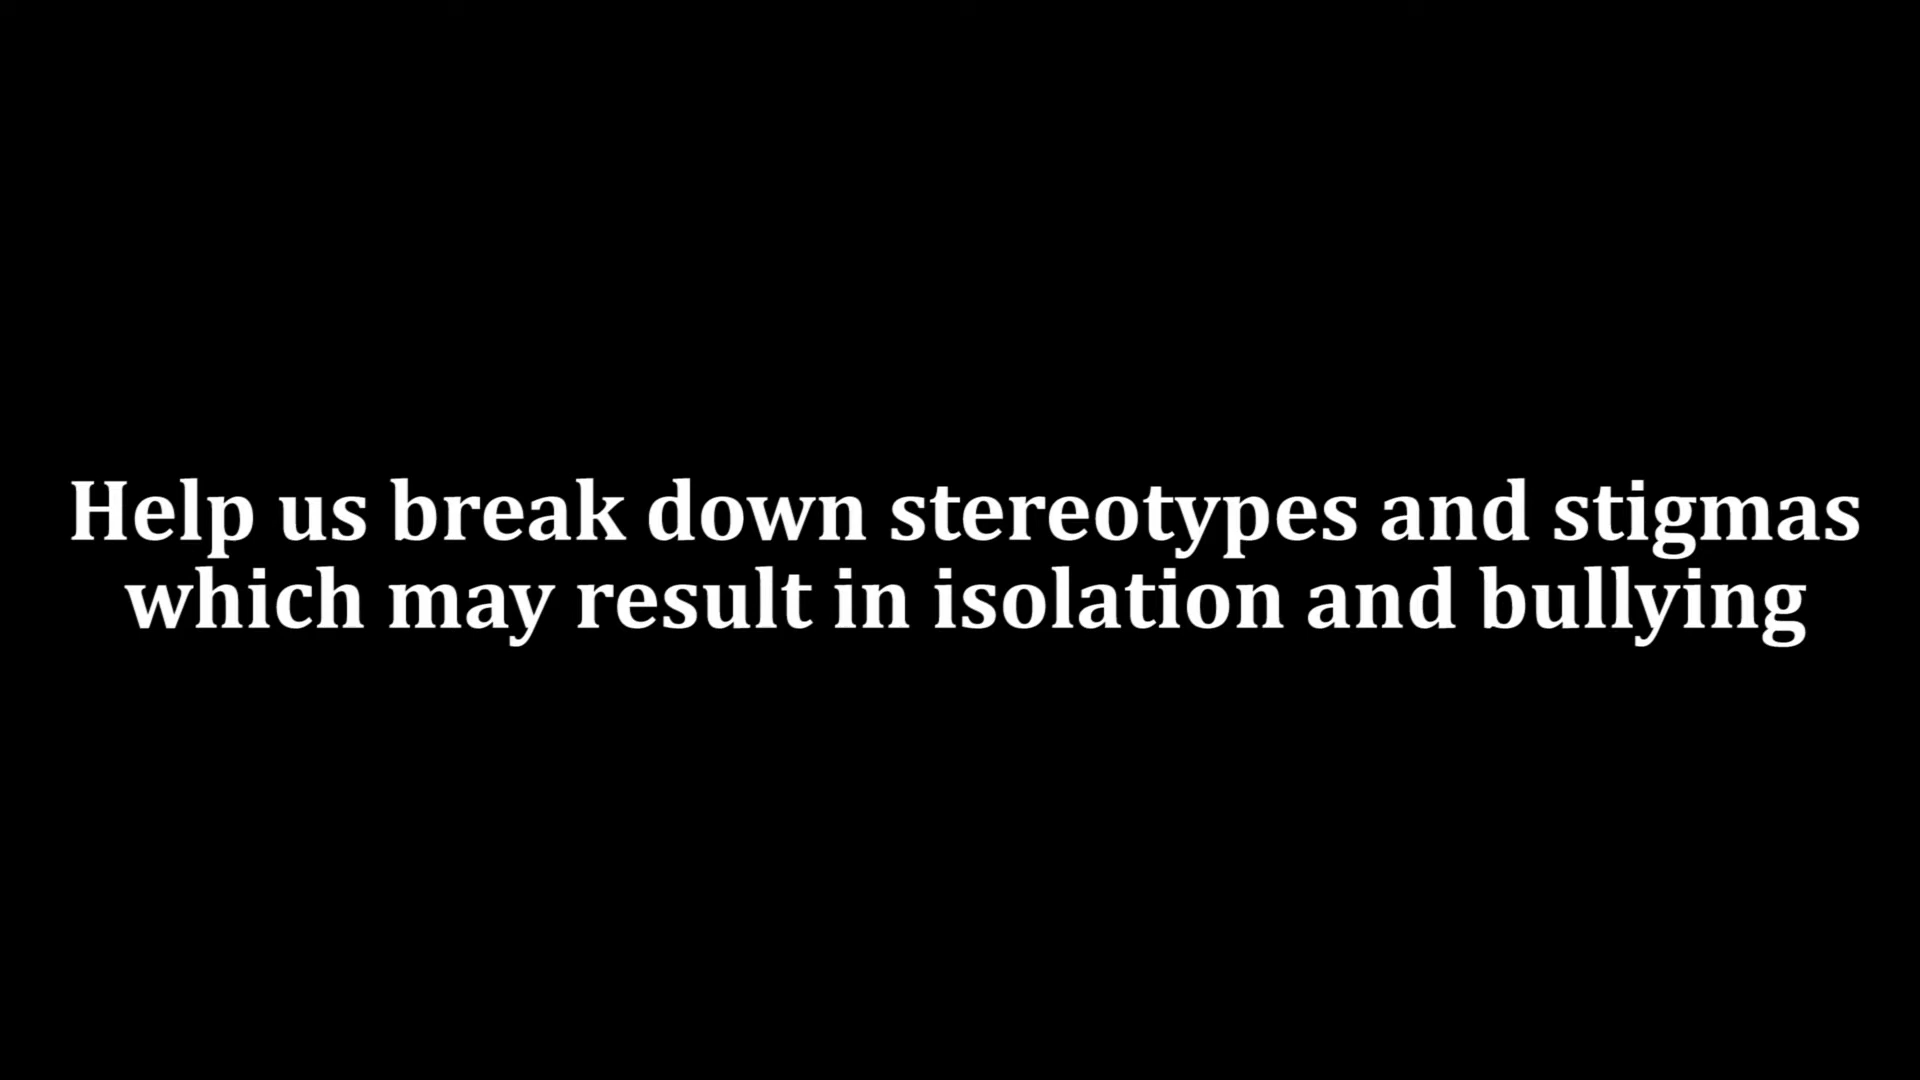 Help us break down stereotypes and stigmas
which may result in isolation and bullying